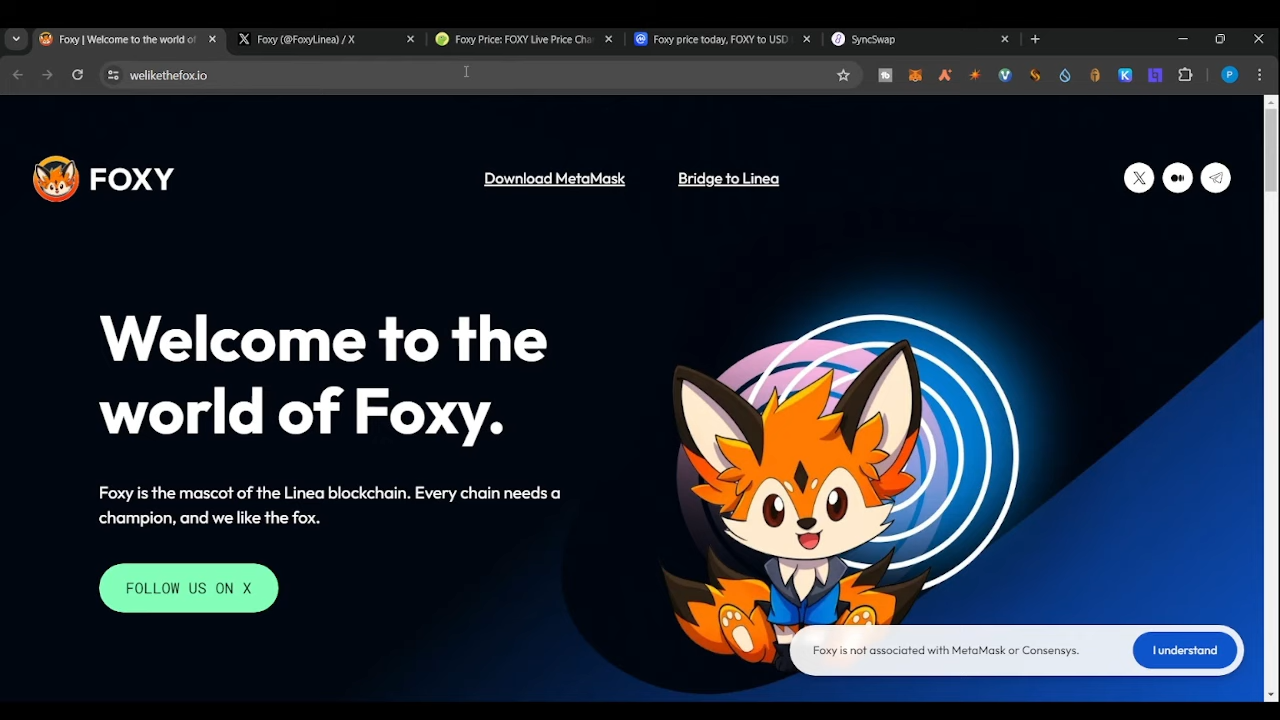 Foxy | Welcome to the world of
Foxy (@FoxyLinea) / X
Foxy Price: FOXY Live Price Cha
Foxy price today, FOXY to USD
SyncSwap
welikethefox.io
FOXY
Download MetaMask
Bridge to Linea
Welcome to the
world of Foxy.
Foxy is the mascot of the Linea blockchain. Every chain needs a
champion, and we like the fox.
FOLLOW US ON X
Foxy is not associated with MetaMask or Consensys.
I understand